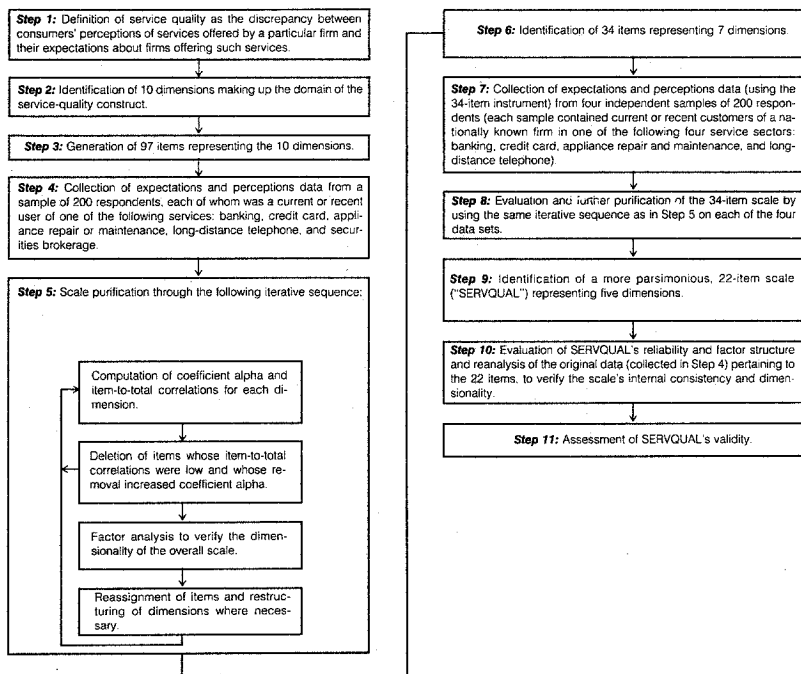 Step 1: Definition of service quality as the discrepancy between
consumers' perceptions of services offered by a particular firm and
their expectations about firms offering such services.
Step 2: Identification of 10 dimensions making up the domain of the
service-quality construct.
Step 3: Generation of 97 items representing the 10 dimensions.
Step 4: Collection of expectations and perceptions data from a
sample of 200 respondents, each of whom was a current or recent
user of one of the following services: banking, credit card, appli-
ance repair or maintenance, long-distance telephone, and secur-
ities brokerage.
Step 5: Scale purification through the following iterative sequence:
Computation of coefficient alpha and
item-to-total correlations for each di-
mension.
Deletion of items whose item-to-total
correlations were low and whose re-
moval increased coefficient alpha.
Factor analysis to verify the dimen-
sionality of the overall scale.
Reassignment of items and restruc-
turing of dimensions where neces-
sary.
Step 6: Identification of 34 items representing 7 dimensions.
Step 7: Collection of expectations and perceptions data (using the
34-item instrument) from four independent samples of 200 respon-
dents (each sample contained current or recent customers of a na-
tionally known firm in one of the following four service sectors:
banking, credit card, appliance repair and maintenance, and long-
distance telephone).
Step 8: Evaluation and further purification of the 34-item scale by
using the same iterative sequence as in Step 5 on each of the four
data sets.
Step 9: Identification of a more parsimonious, 22-item scale
("SERVQUAL") representing five dimensions.
Step 10: Evaluation of SERVQUAL's reliability and factor structure
and reanalysis of the original data (collected in Step 4) pertaining to
the 22 items, to verify the scale's internal consistency and dimen-
sionality.
Step 11: Assessment of SERVQUAL's validity.